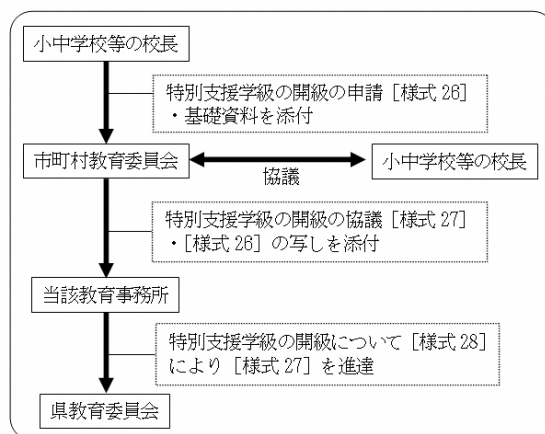 小中学校等の校長
特別支援学級の開級の申請［様式26］
・基礎資料を添付
市町村教育委員会
協議
小中学校等の校長
特別支援学級の開級の協議［様式27］
・［様式26］の写しを添付
当該教育事務所
特別支援学級の開級について［様式28］
により［様式27］を進達
県教育委員会